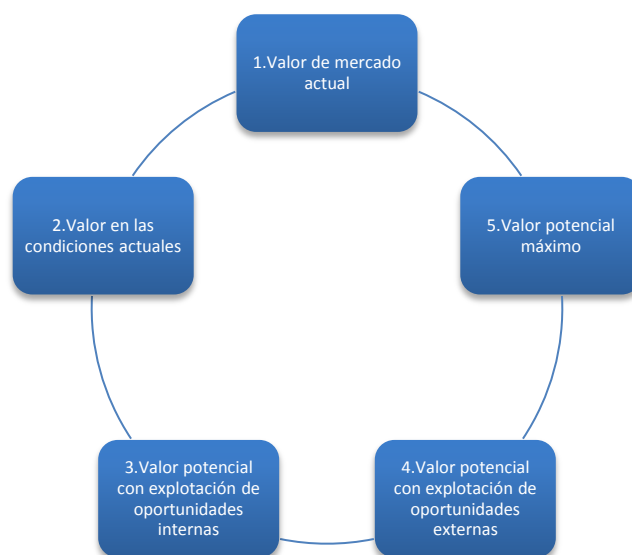 1.Valor de mercado
actual
2.Valor en las
condiciones actuales
5.Valor potencial
máximo
3.Valor potencial
con explotación de
oportunidades
internas
4.Valor potencial
con explotación de
oportunidades
externas